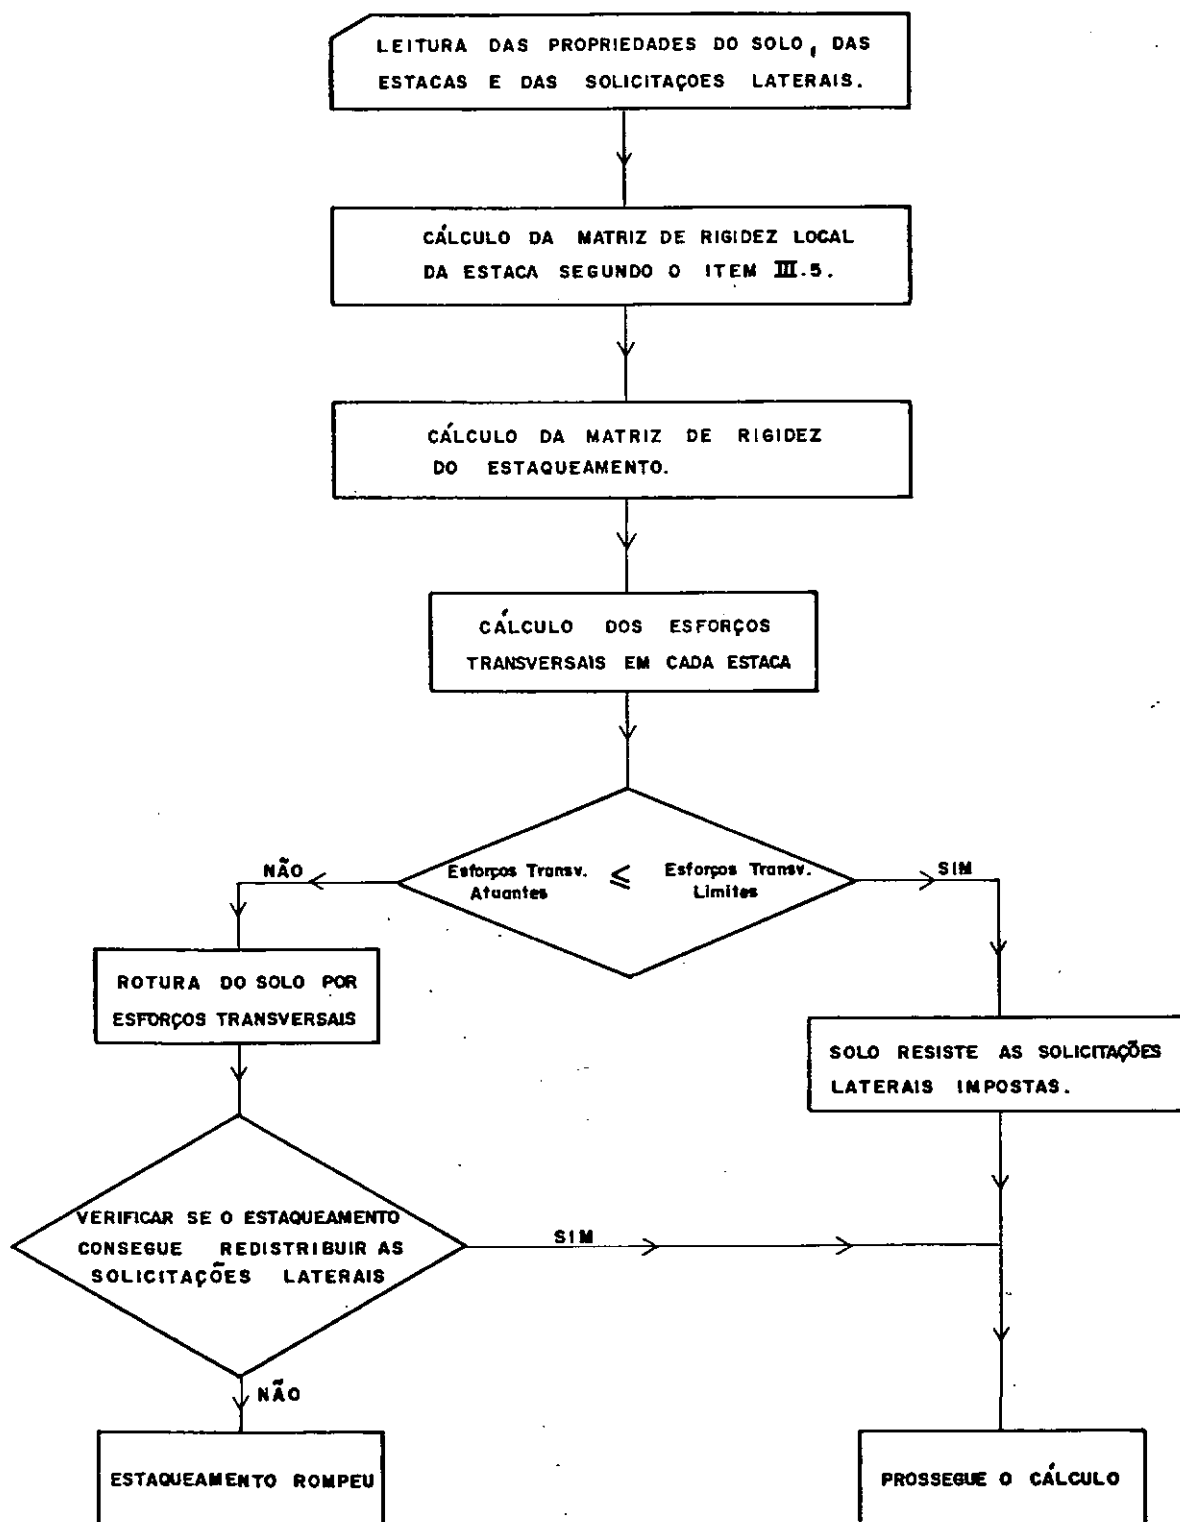 LEITURA DAS PROPRIEDADES DO SOLO, DAS
ESTACAS E DAS SOLICITAÇOES LATERAIS.
CÁLCULO DA MATRIZ DE RIGIDEZ LOCAL
DA ESTACA SEGUNDO O ITEM III.5.
CÁLCULO DA MATRIZ DE RIGIDEZ
DO ESTAQUEAMENTO.
CÁLCULO DOS ESFORÇOS
TRANSVERSAIS EM CADA ESTACA
Esforços Transv. ≤ Esforços Transv.
Atuantes Limites
NÃO
SIM
ROTURA DO SOLO POR
ESFORÇOS TRANSVERSAIS
SOLO RESISTE AS SOLICITAÇÕES
LATERAIS IMPOSTAS.
VERIFICAR SE O ESTAQUEAMENTO
CONSEGUE REDISTRIBUIR AS
SOLICITAÇÕES LATERAIS
SIM
NÃO
ESTAQUEAMENTO ROMPEU
PROSSEGUE O CÁLCULO